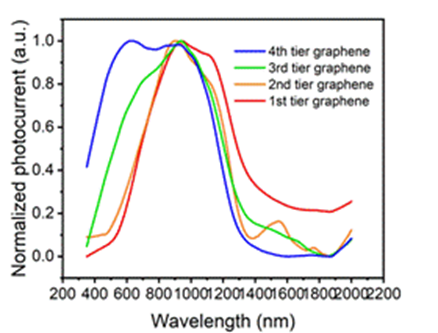 Normalized photocurrent (a.u.)
1.0
0.8
0.6
0.4
0.2
0.0
4th tier graphene
3rd tier graphene
2nd tier graphene
1st tier graphene
200 400 600 800 1000 1200 1400 1600 1800 2000 2200
Wavelength (nm)